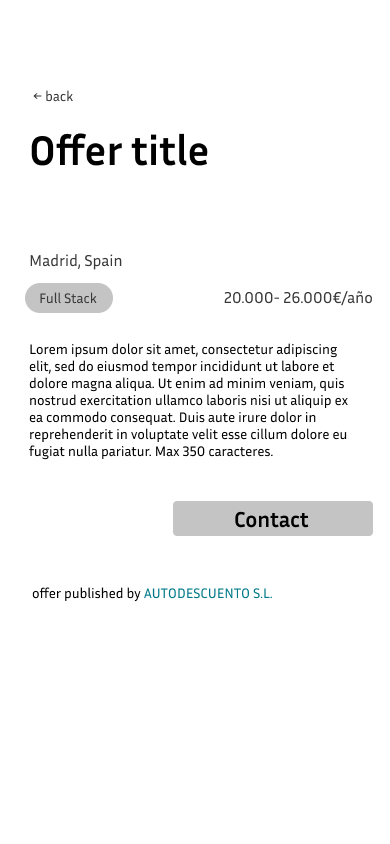 ← back
Offer title
Madrid, Spain
Full Stack
20.000- 26.000€/año
Lorem ipsum dolor sit amet, consectetur adipiscing
elit, sed do eiusmod tempor incididunt ut labore et
dolore magna aliqua. Ut enim ad minim veniam, quis
nostrud exercitation ullamco laboris nisi ut aliquip ex
ea commodo consequat. Duis aute irure dolor in
reprehenderit in voluptate velit esse cillum dolore eu
fugiat nulla pariatur. Max 350 caracteres.
Contact
offer published by AUTODESCUENTO S.L.